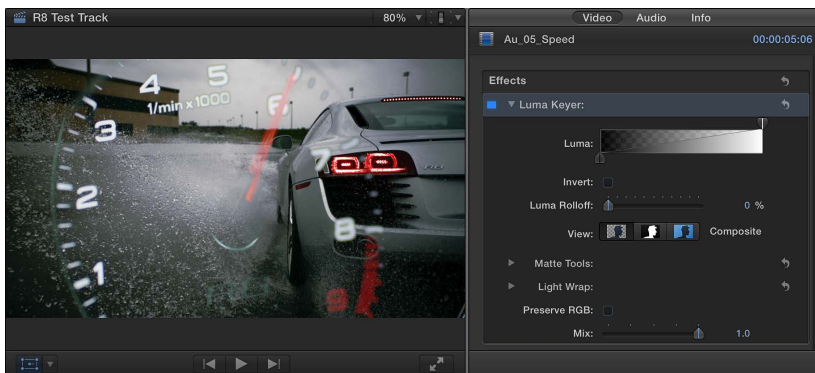 R8 Test Track 80%
Video Audio Info
Au_05_Speed 00:00:05:06
Effects
Luma Keyer:
Luma:
Invert:
Luma Rolloff: 0 %
View: Composite
Matte Tools:
Light Wrap:
Preserve RGB:
Mix: 1.0
1/min x 1000
1
2
3
4
5
6
7
8
9
R8